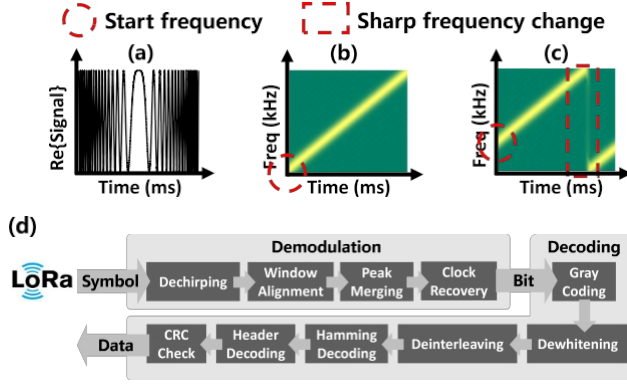 Start frequency
Sharp frequency change
(a)
(b)
(c)
Re{Signal}
Time (ms)
Freq (kHz)
Time (ms)
Freq (kHz)
Time (ms)
(d)
Demodulation
Decoding
LoRa
Symbol
Dechirping
Window
Alignment
Peak
Merging
Clock
Recovery
Bit
Gray
Coding
Data
CRC
Check
Header
Decoding
Hamming
Decoding
Deinterleaving
Dewhitening